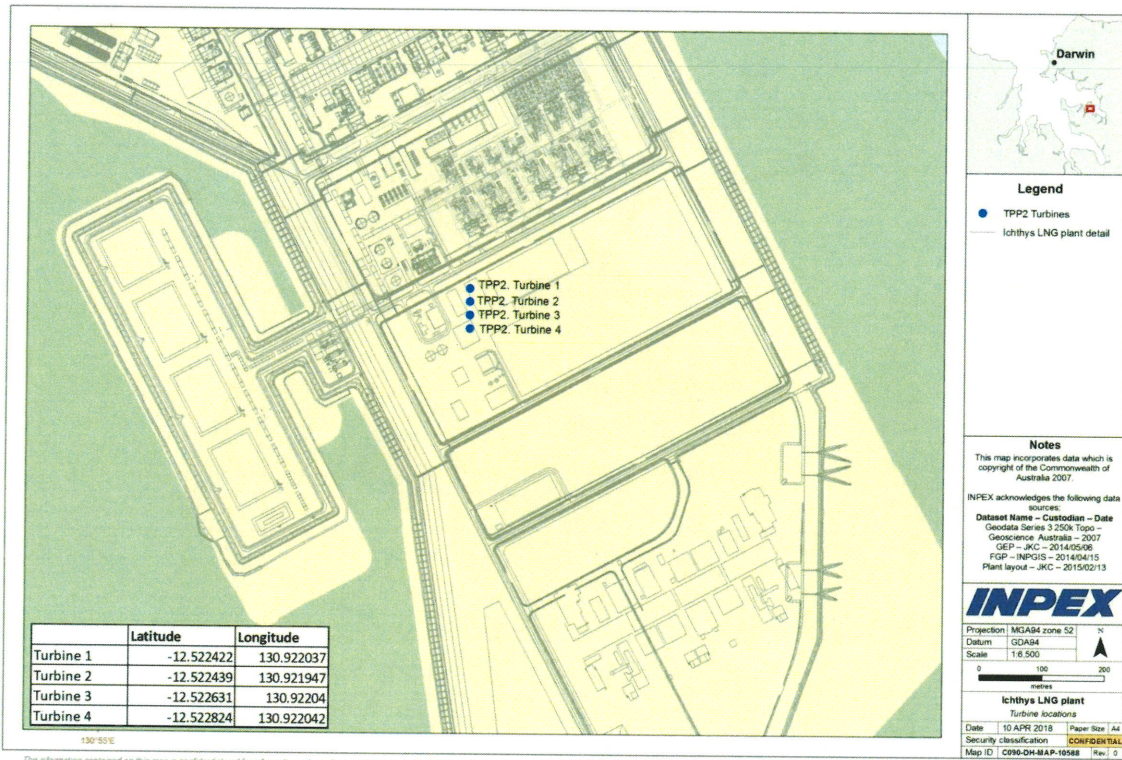 Darwin
Legend
TPP2 Turbines
Ichthys LNG plant detail
TPP2. Turbine 1
TPP2. Turbine 2
TPP2. Turbine 3
TPP2. Turbine 4
Notes
This map incorporates data which is
copyright of the Commonwealth of
Australia 2007.
INPEX acknowledges the following data
sources:
Dataset Name – Custodian – Date
Geodata Series 3 250k Topo –
Geoscience Australia – 2007
GEP – JKC – 2014/05/06
FGP – INPGIS – 2014/04/15
Plant layout – JKC – 2015/02/13
INPEX
Projection MGA94 zone 52 N
Datum GDA94
Scale 1:6,500
0 100 200
metres
Ichthys LNG plant
Turbine locations
Date 10 APR 2018 Paper Size A4
Security classification CONFIDENTIAL
Map ID C090-DH-MAP-10588 Rev. 0
Latitude Longitude
Turbine 1 -12.522422 130.922037
Turbine 2 -12.522439 130.921947
Turbine 3 -12.522631 130.92204
Turbine 4 -12.522824 130.922042
130°55'E